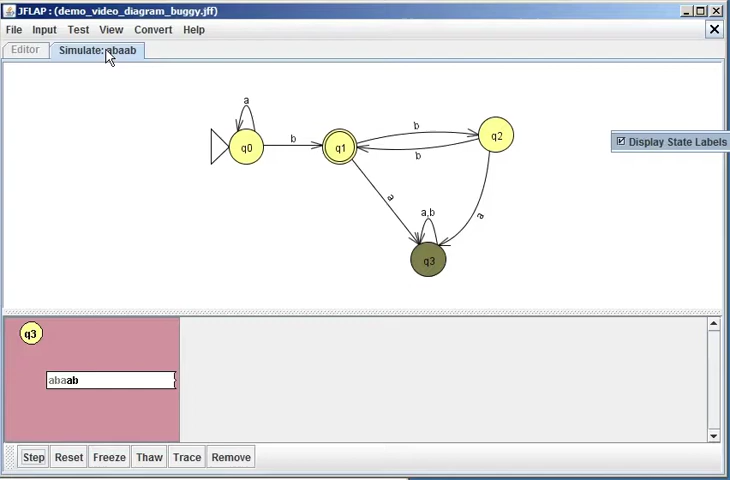 JFLAP : (demo_video_diagram_buggy.jff)
File Input Test View Convert Help
Editor Simulate: abaab
a
b
q0
q1
b
b
q2
Display State Labels
a
a
a,b
q3
q3
abaab
Step Reset Freeze Thaw Trace Remove